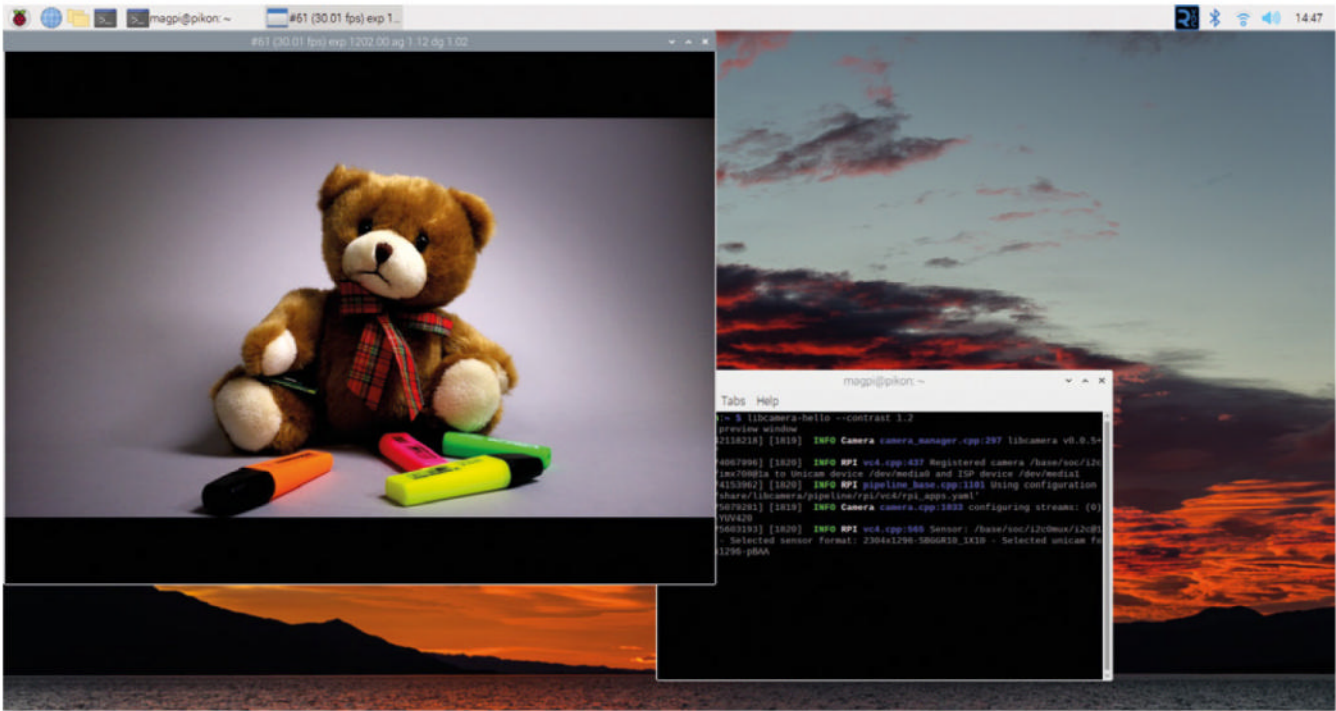 magpi@pikon: ~
#61 (30.01 fps) exp 1...
14:47
#61 (30.01 fps) exp 1202.00 ag 1.12 dg 1.02
magpi@pikon: ~
Tabs Help
:~ $ libcamera-hello --contrast 1.2
preview window
[1819] INFO Camera camera_manager.cpp:297 libcamera v0.0.5+
[1820] INFO RPI vc4.cpp:437 Registered camera /base/soc/i2c
to Unicam device /dev/media0 and ISP device /dev/media1
[1820] INFO RPI pipeline_base.cpp:1101 Using configuration
share/libcamera/pipeline/rpi/vc4/rpi_apps.yaml'
[1819] INFO Camera camera.cpp:1033 configuring streams: (0)
YUV420
[1820] INFO RPI vc4.cpp:565 Sensor: /base/soc/i2c0mux/i2c@1
- Selected sensor format: 2304x1296-SBGGR10_1X10 - Selected unicam fo
x1296-pBAA